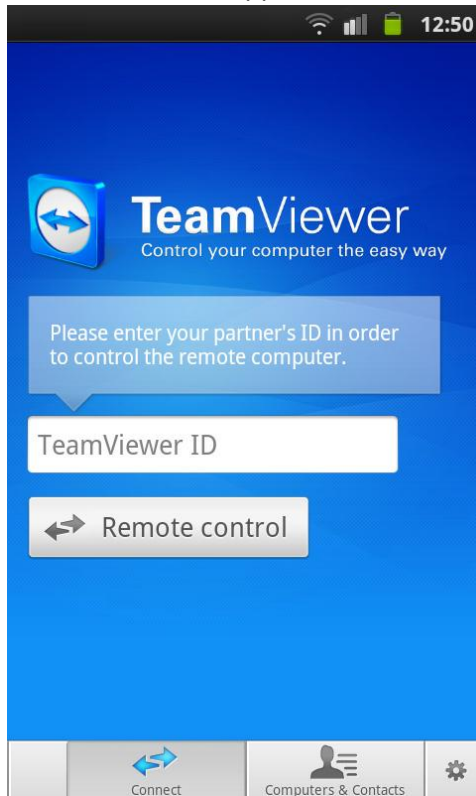 12:50
TeamViewer
Control your computer the easy way
Please enter your partner's ID in order
to control the remote computer.
TeamViewer ID
Remote control
Connect
Computers & Contacts